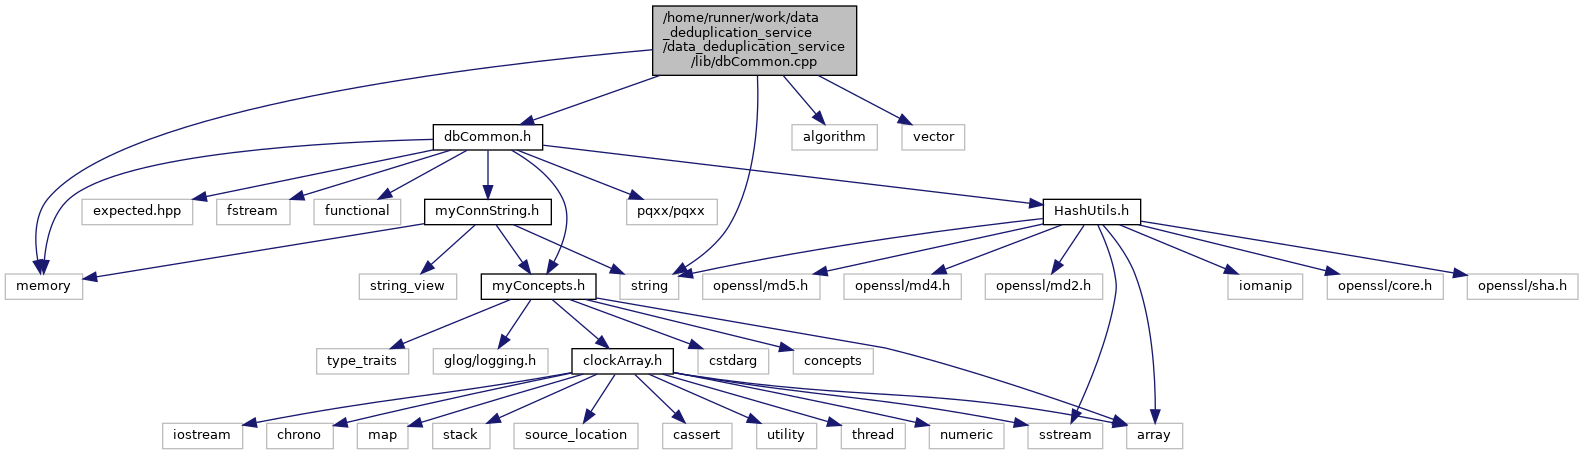 /home/runner/work/data
_deduplication_service
/data_deduplication_service
/lib/dbCommon.cpp
dbCommon.h
algorithm
vector
expected.hpp
fstream
functional
myConnString.h
pqxx/pqxx
HashUtils.h
memory
string_view
myConcepts.h
string
openssl/md5.h
openssl/md4.h
openssl/md2.h
iomanip
openssl/core.h
openssl/sha.h
type_traits
glog/logging.h
clockArray.h
cstdarg
concepts
iostream
chrono
map
stack
source_location
cassert
utility
thread
numeric
sstream
array